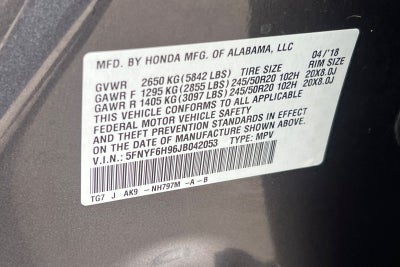 MFD. BY HONDA MFG. OF ALABAMA, LLC 04/'18
GVWR 2650 KG (5842 LBS) TIRE SIZE RIM SIZE
GAWR F 1295 KG (2855 LBS) 245/50R20 102H 20X8.0J
GAWR R 1405 KG (3097 LBS) 245/50R20 102H 20X8.0J
THIS VEHICLE CONFORMS TO ALL APPLICABLE
FEDERAL MOTOR VEHICLE SAFETY, BUMPER,
AND THEFT PREVENTION STANDARDS IN EFFECT
ON THE DATE OF MANUFACTURE SHOWN ABOVE.
V.I.N.: 5FNYF6H96JB042053 TYPE: MPV
TG7 J AK9 -NH797M -A-B